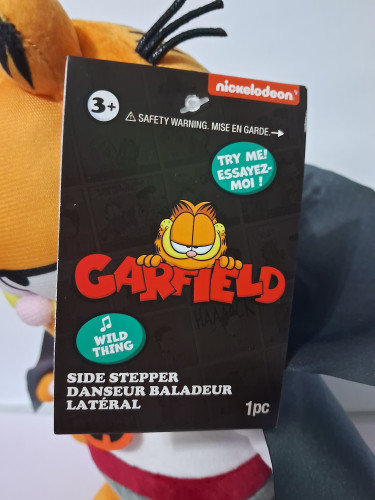 nickelodeon
3+
⚠ SAFETY WARNING. MISE EN GARDE.→
TRY ME!
ESSAYEZ-
MOI !
GARFIELD
♫
WILD
THING
SIDE STEPPER
DANSEUR BALADEUR
LATÉRAL
1pc